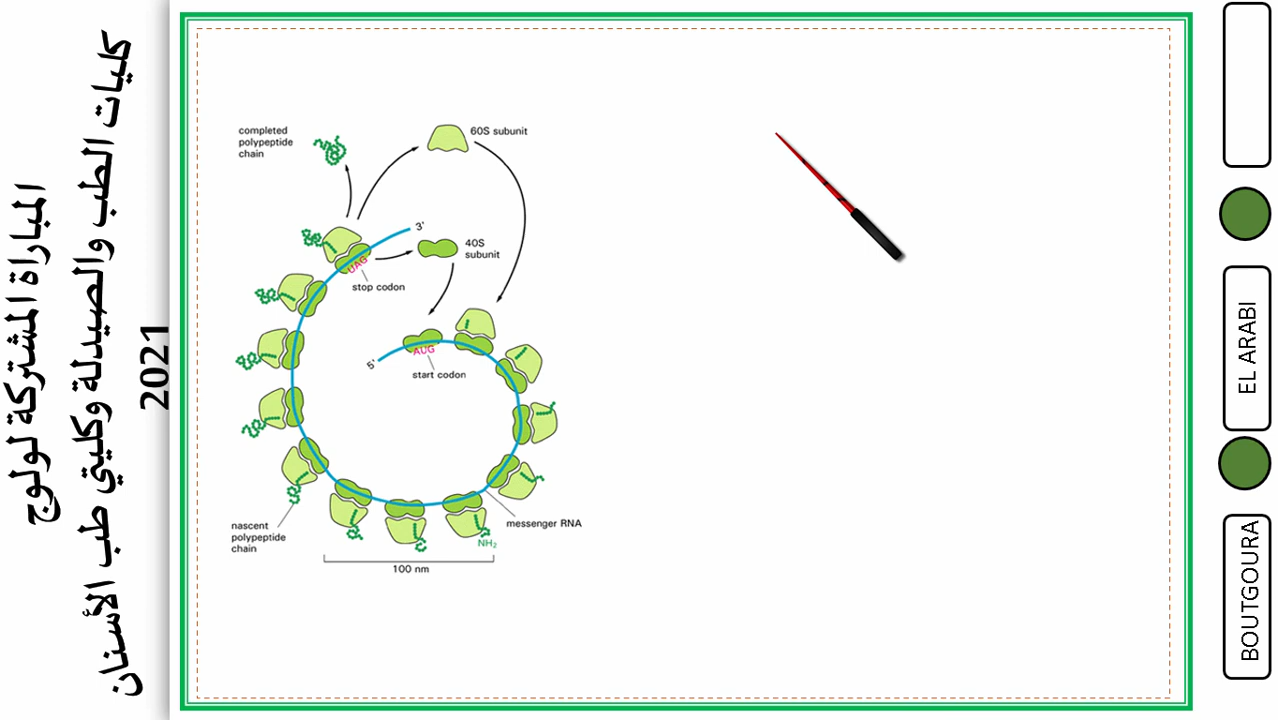 المباراة المشتركة لولوج
كليات الطب والصيدلة وكليتي طب الأسنان
2021
completed
polypeptide
chain
60S subunit
3'
40S
subunit
UAG
stop codon
AUG
5'
start codon
messenger RNA
nascent
polypeptide
chain
NH₂
100 nm
EL ARABI
BOUTGOURA